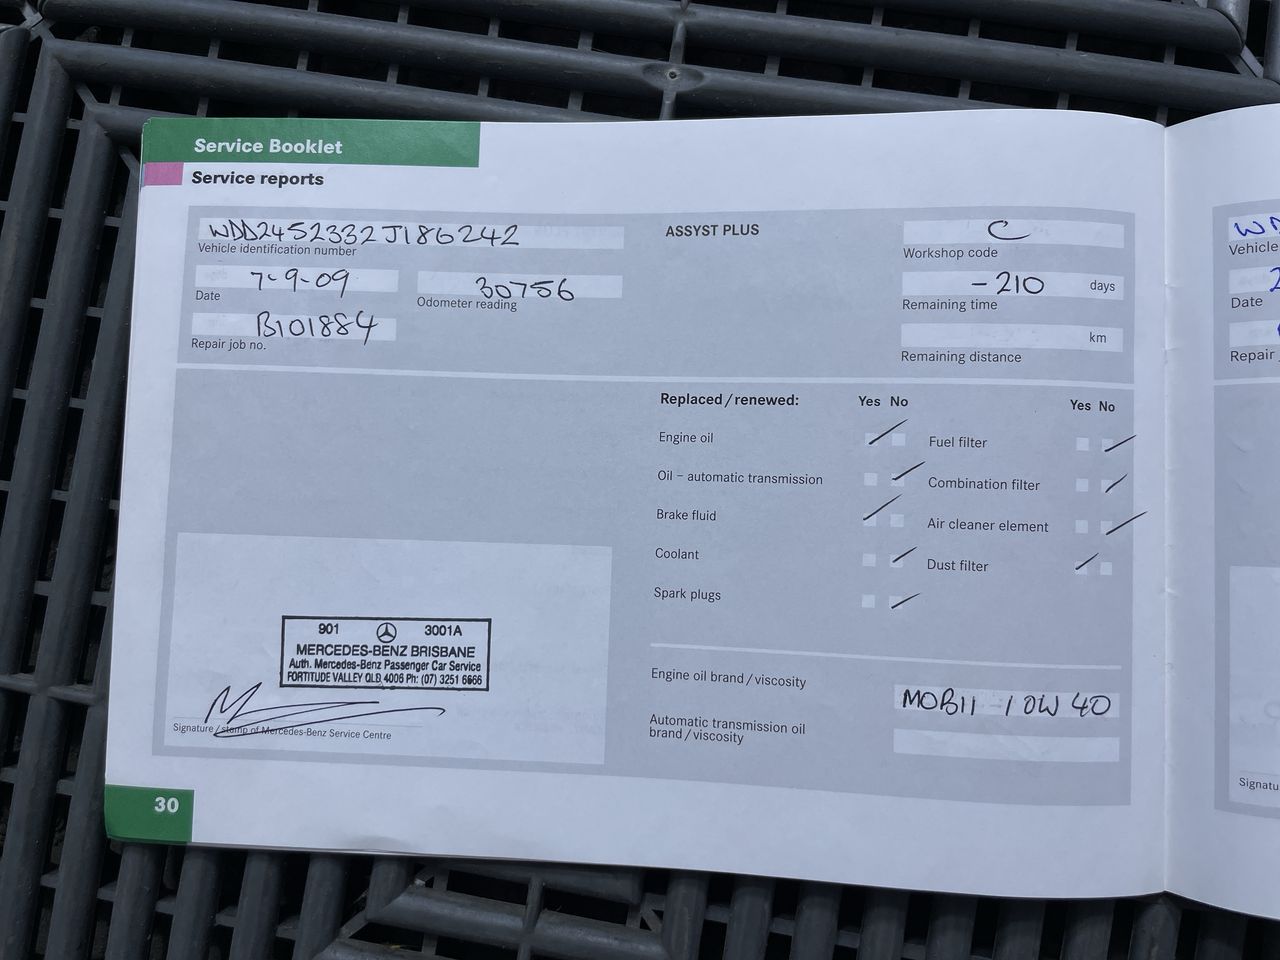 Service Booklet
Service reports
WDD2452332J186242
Vehicle identification number
7-9-09
Date
30756
Odometer reading
B101884
Repair job no.
ASSYST PLUS
C
Workshop code
-210 days
Remaining time
km
Remaining distance
Replaced/renewed: Yes No
Engine oil
Oil – automatic transmission
Brake fluid
Coolant
Spark plugs
Yes No
Fuel filter
Combination filter
Air cleaner element
Dust filter
901 3001A
MERCEDES-BENZ BRISBANE
Auth. Mercedes-Benz Passenger Car Service
FORTITUDE VALLEY QLD. 4006 Ph: (07) 3251 6666
Signature/stamp of Mercedes-Benz Service Centre
Engine oil brand/viscosity
MOB11 10W 40
Automatic transmission oil
brand/viscosity
30
Vehicle
Date
Repair
Signatu